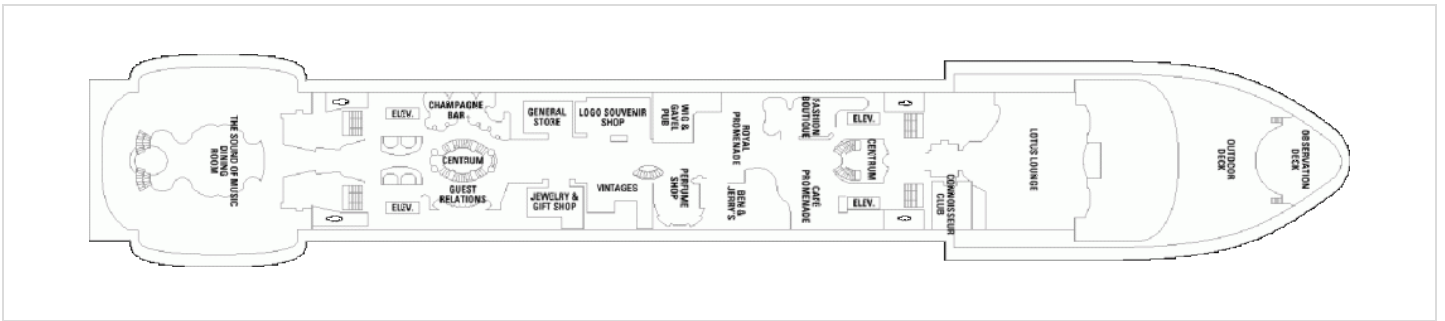 THE SOUND OF MUSIC
DINING
ROOM
ELEV.
ELEV.
CHAMPAGNE
BAR
CENTRUM
GUEST
RELATIONS
GENERAL
STORE
LOGO SOUVENIR
SHOP
JEWELRY &
GIFT SHOP
VINTAGES
WIG &
GAVEL
PUB
PERFUME
SHOP
ROYAL
PROMENADE
BEN &
JERRY'S
FASHION
BOUTIQUE
CAFE
PROMENADE
ELEV.
CENTRUM
ELEV.
CONNOISSEUR
CLUB
LOTUS LOUNGE
OUTDOOR
DECK
OBSERVATION
DECK